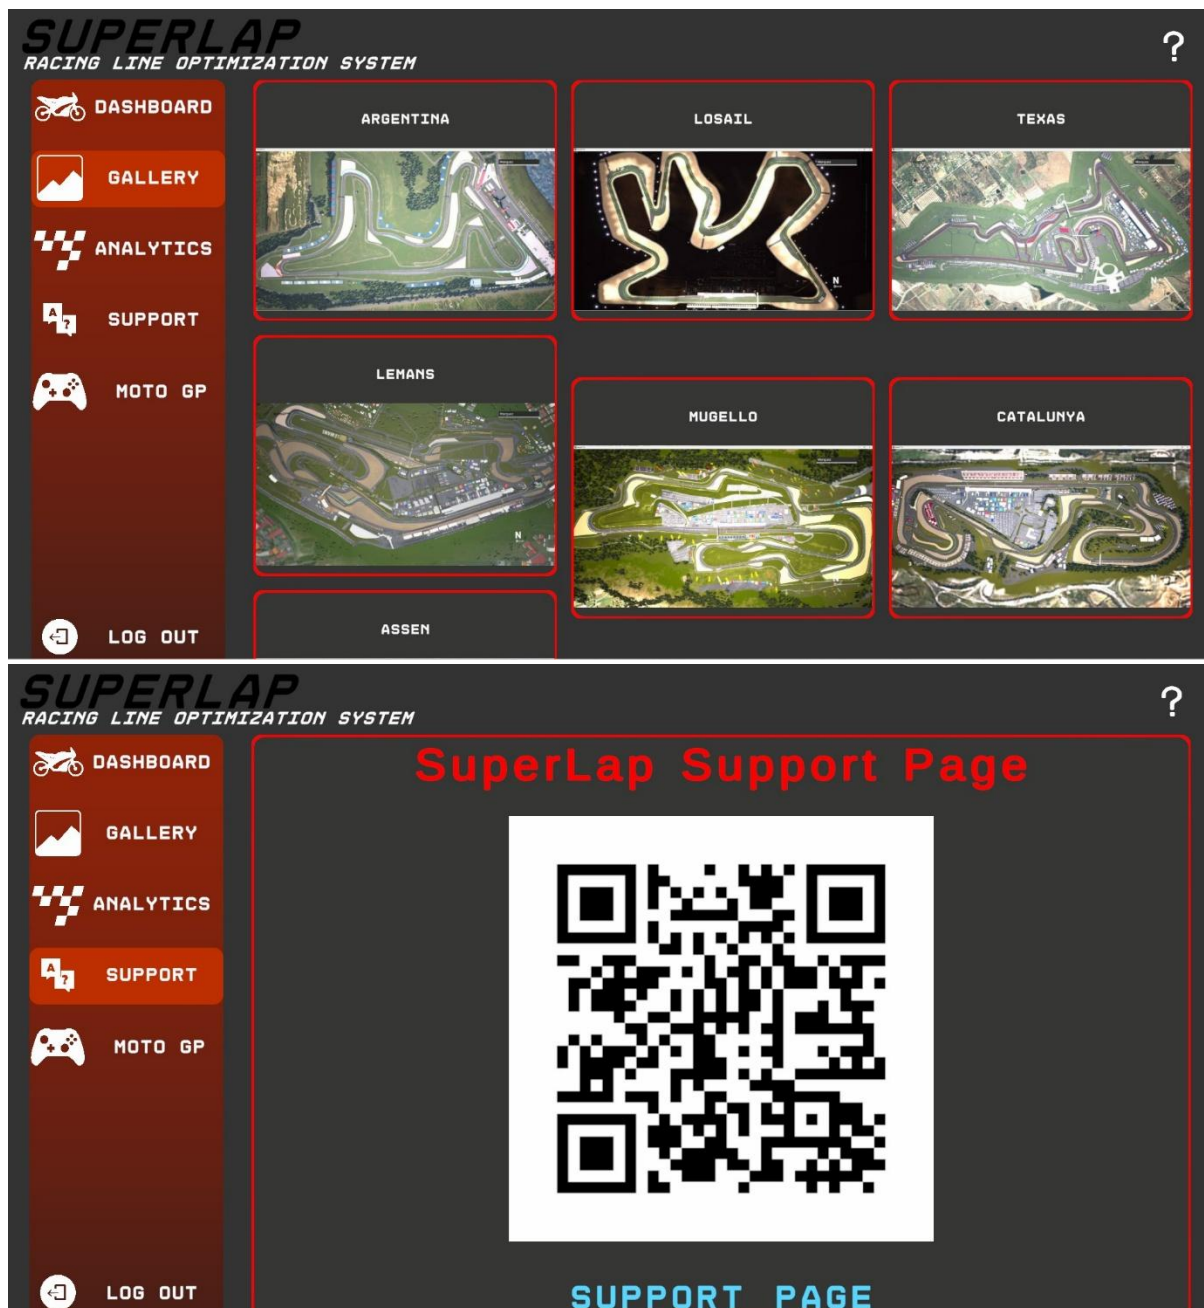 SUPERLAP
RACING LINE OPTIMIZATION SYSTEM
?
DASHBOARD
GALLERY
ANALYTICS
SUPPORT
MOTO GP
LOG OUT
ARGENTINA
LOSAIL
TEXAS
LEMANS
MUGELLO
CATALUNYA
ASSEN
SUPERLAP
RACING LINE OPTIMIZATION SYSTEM
?
DASHBOARD
GALLERY
ANALYTICS
SUPPORT
MOTO GP
LOG OUT
SuperLap Support Page
SUPPORT PAGE